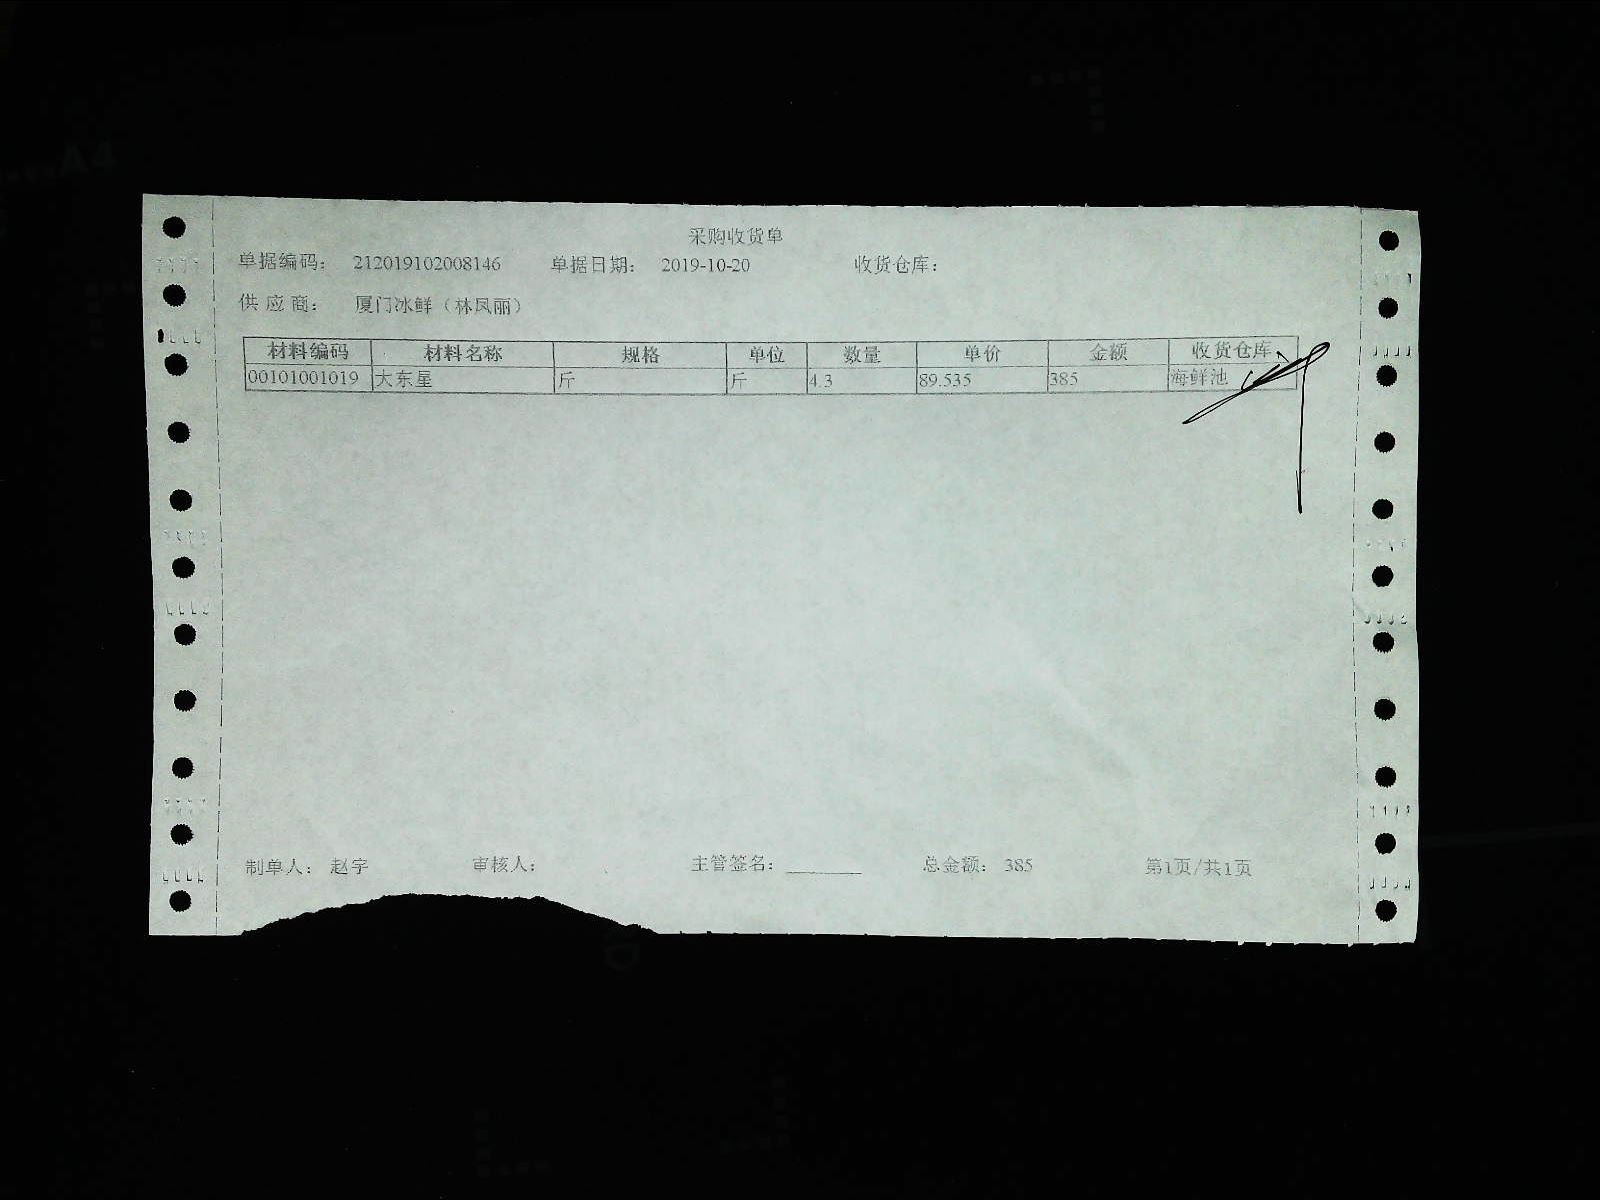 采购收货单
单据编码： 212019102008146 单据日期： 2019-10-20 收货仓库：
供 应 商： 厦门冰鲜（林凤丽）
材料编码 材料名称 规格 单位 数量 单价 金额 收货仓库
00101001019 大东星 斤 斤 4.3 89.535 385 海鲜池
制单人： 赵宇 审核人： 主管签名：______ 总金额： 385 第1页/共1页